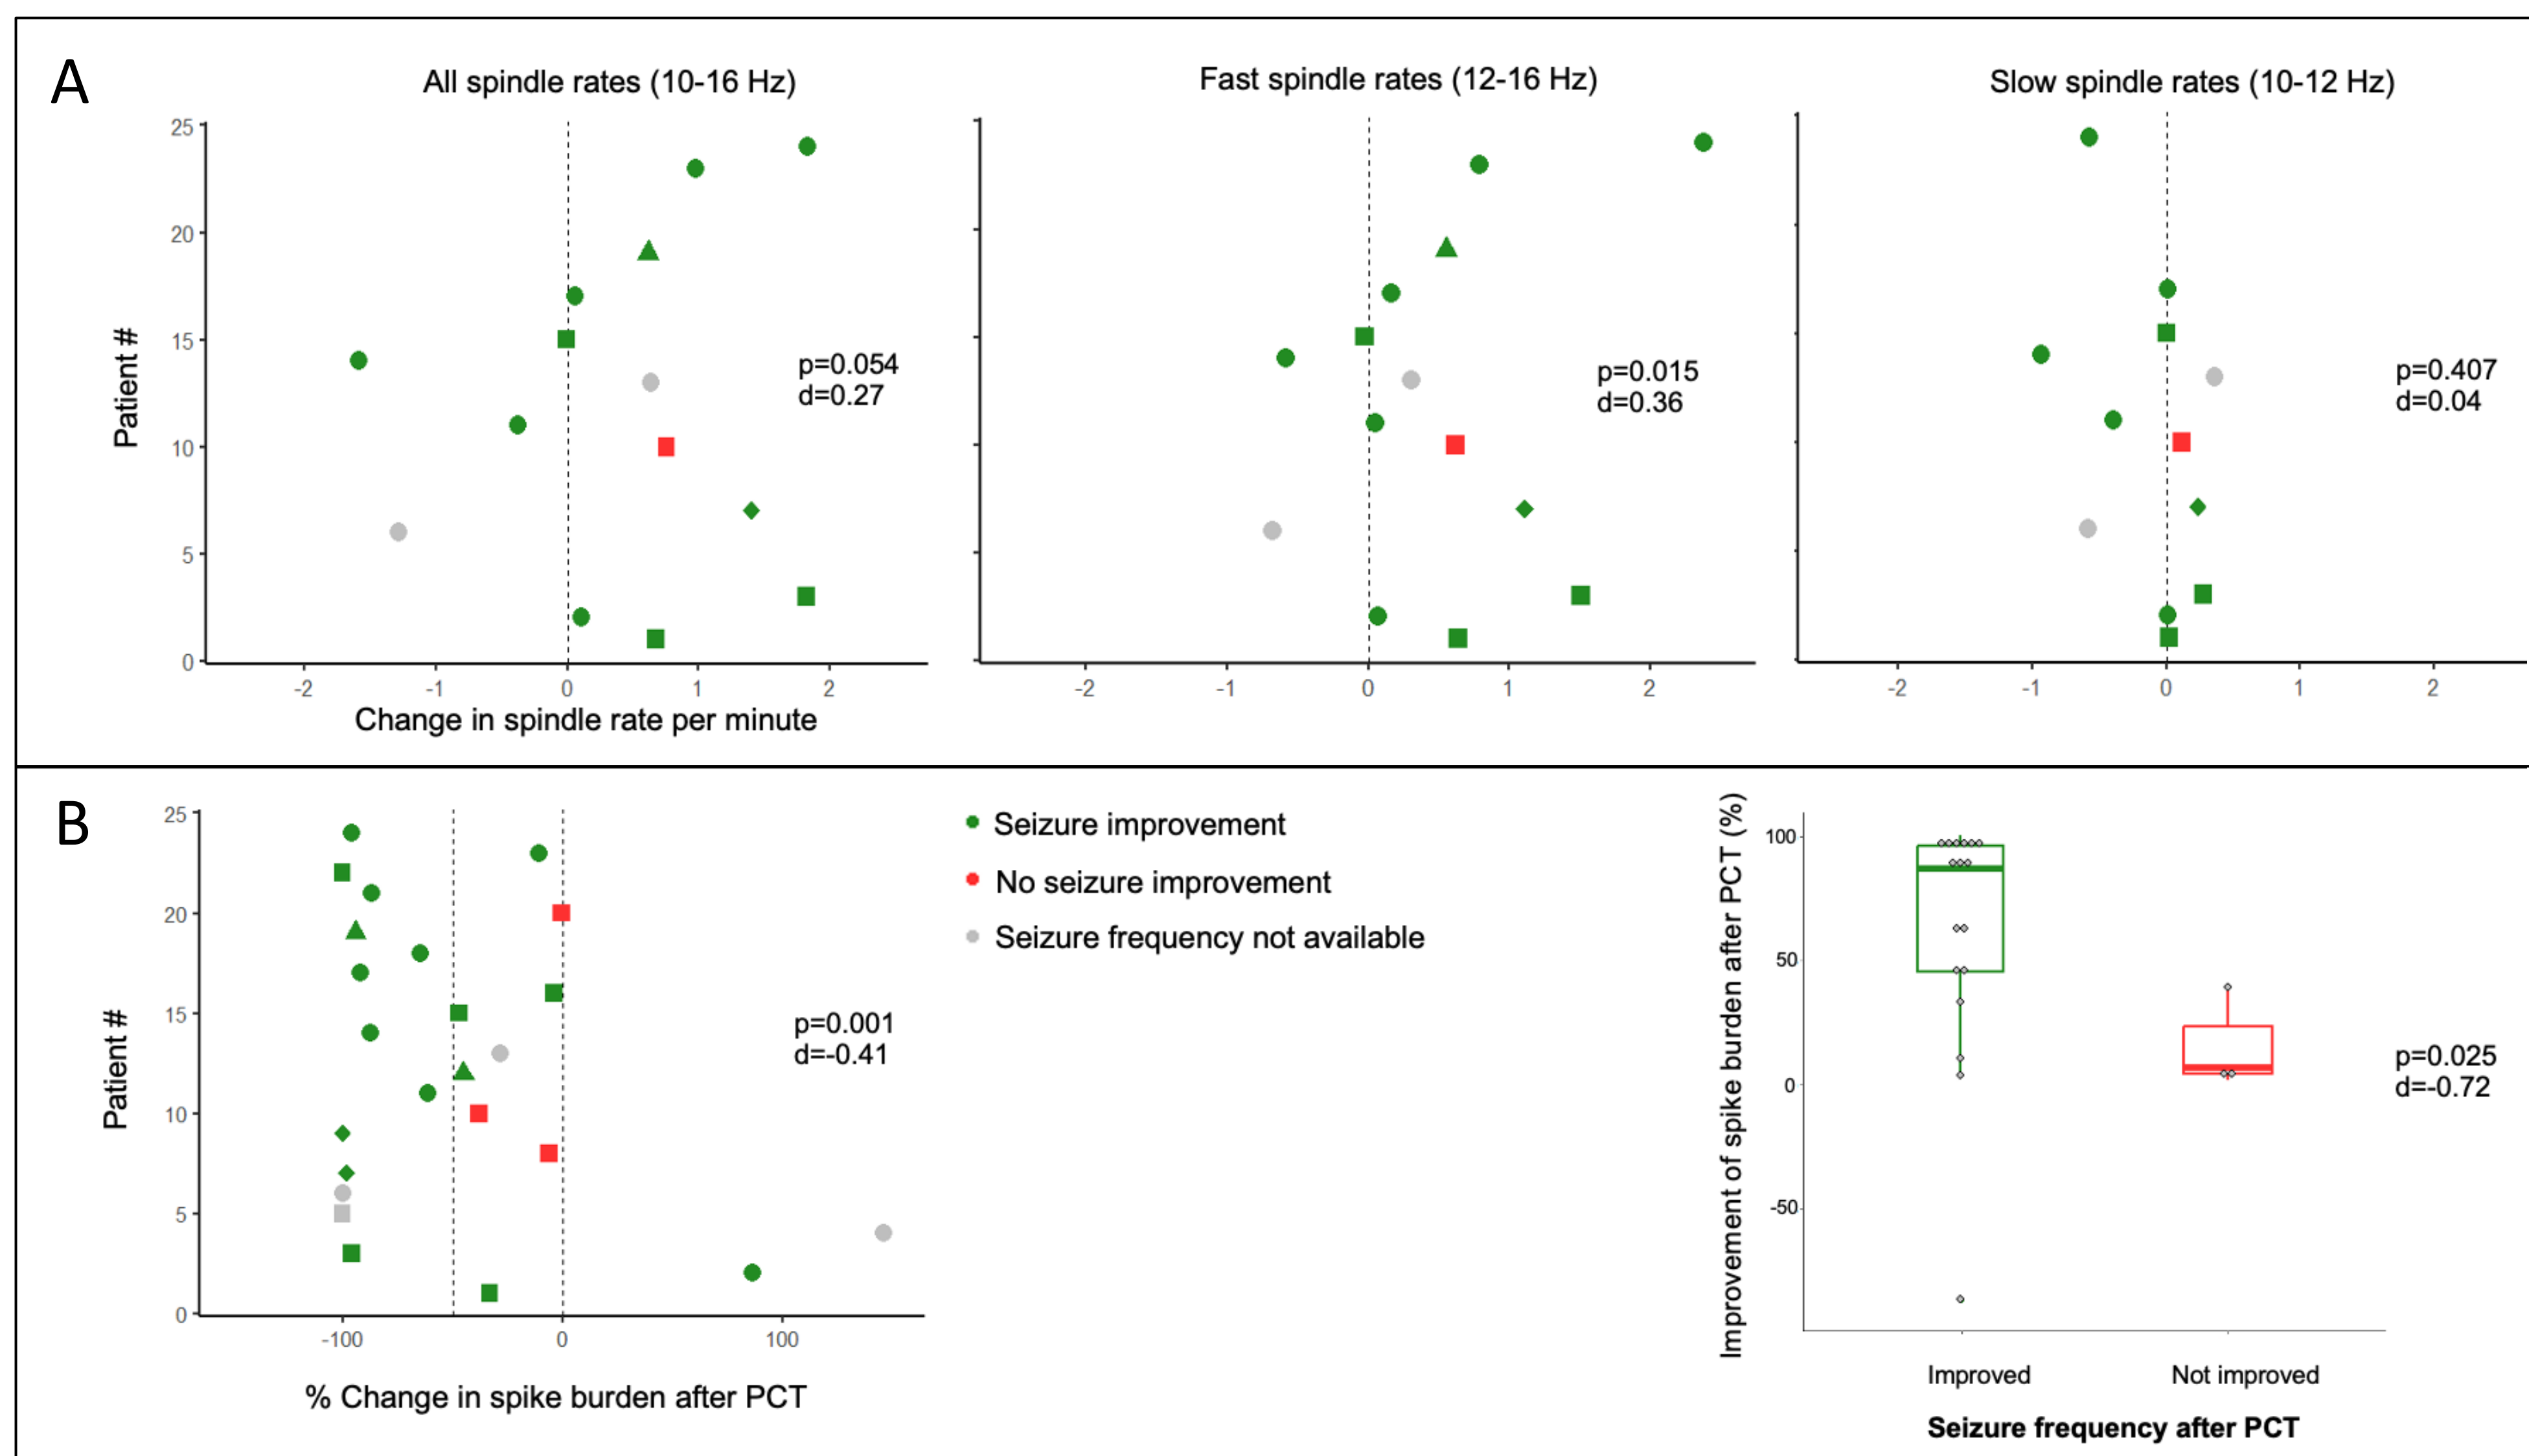 A
All spindle rates (10-16 Hz)
Fast spindle rates (12-16 Hz)
Slow spindle rates (10-12 Hz)
Patient #
25
20
15
10
5
0
p=0.054
d=0.27
p=0.015
d=0.36
p=0.407
d=0.04
-2 -1 0 1 2
-2 -1 0 1 2
-2 -1 0 1 2
Change in spindle rate per minute
B
Patient #
25
20
15
10
5
0
p=0.001
d=-0.41
-100 0 100
% Change in spike burden after PCT
Seizure improvement
No seizure improvement
Seizure frequency not available
Improvement of spike burden after PCT (%)
100
50
0
-50
p=0.025
d=-0.72
Improved Not improved
Seizure frequency after PCT